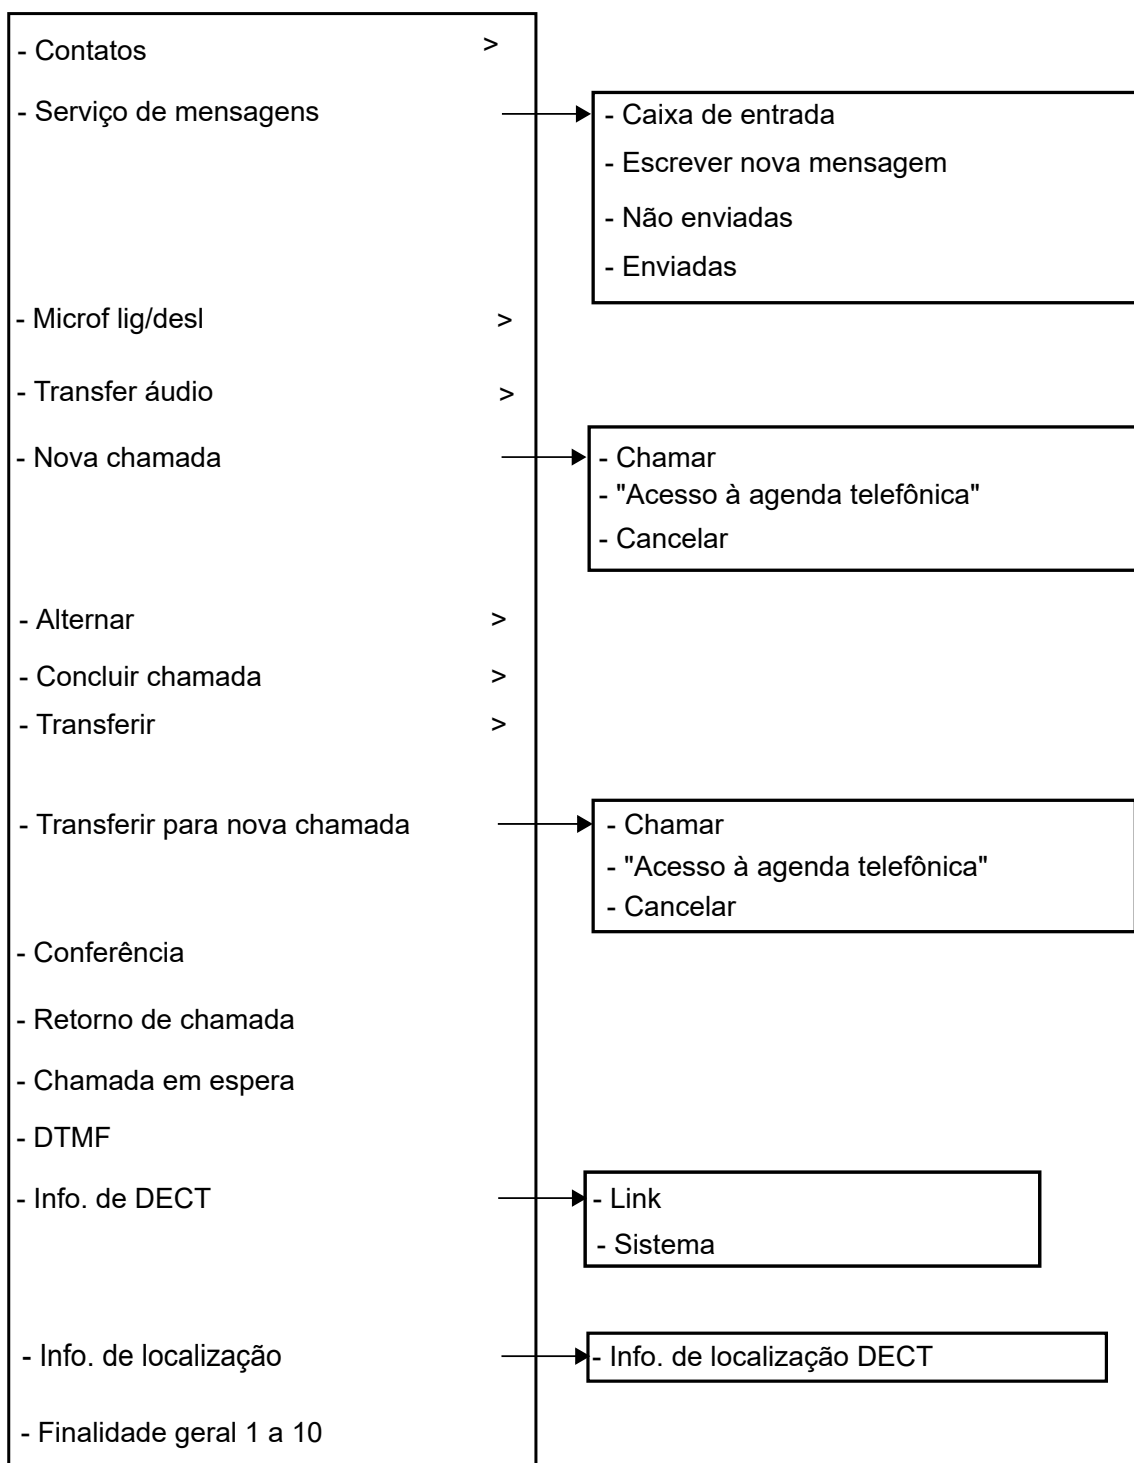 - Contatos >
- Serviço de mensagens
- Caixa de entrada
- Escrever nova mensagem
- Não enviadas
- Enviadas
- Microf lig/desl >
- Transfer áudio >
- Nova chamada
- Chamar
- "Acesso à agenda telefônica"
- Cancelar
- Alternar >
- Concluir chamada >
- Transferir >
- Transferir para nova chamada
- Chamar
- "Acesso à agenda telefônica"
- Cancelar
- Conferência
- Retorno de chamada
- Chamada em espera
- DTMF
- Info. de DECT
- Link
- Sistema
- Info. de localização
- Info. de localização DECT
- Finalidade geral 1 a 10